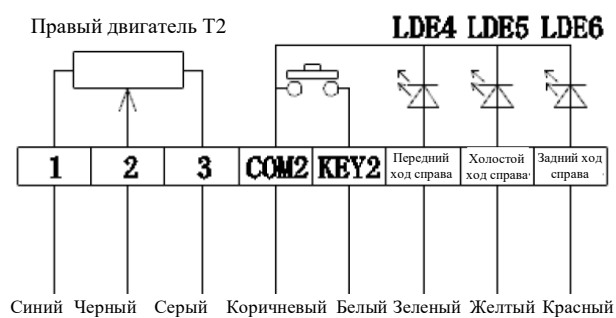 Правый двигатель T2
LDE4 LDE5 LDE6
1 2 3 COM2 KEY2 Передний ход справа Холостой ход справа Задний ход справа
Синий Черный Серый Коричневый Белый Зеленый Желтый Красный